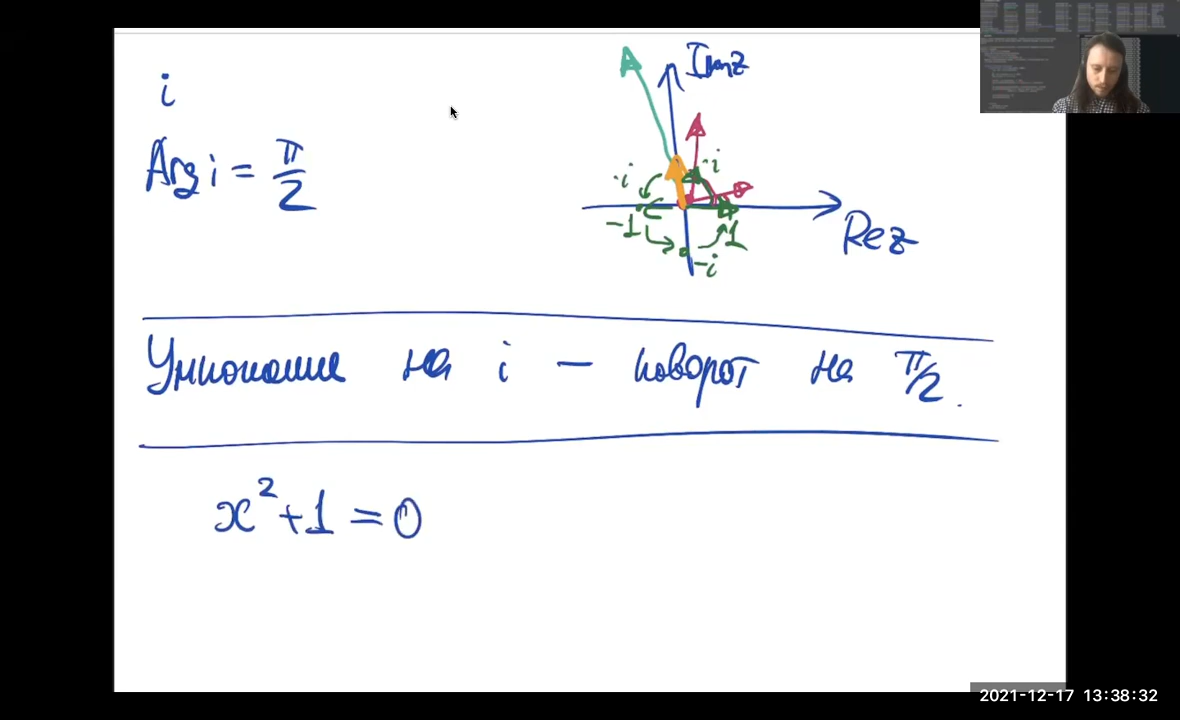 i
Arg i = π/2
Im z
·i
·i
-1
1
-i
Re z
Умножение на i — поворот на π/2.
x² + 1 = 0
2021-12-17 13:38:32